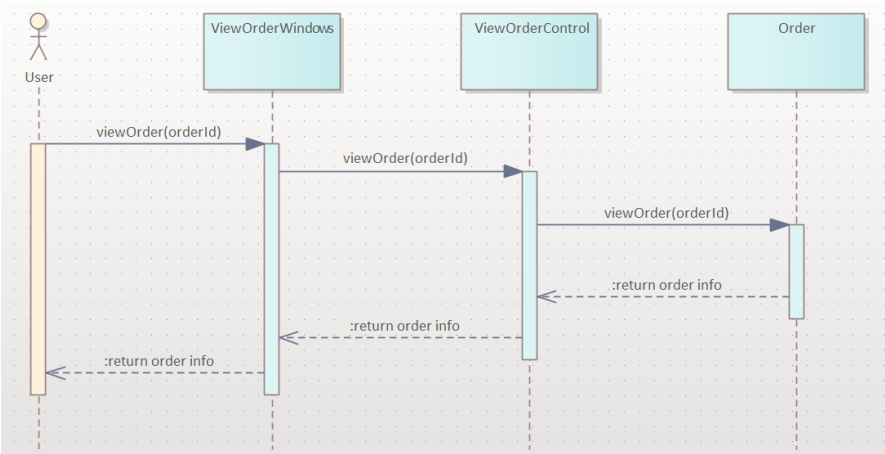 ViewOrderWindows
ViewOrderControl
Order
User
viewOrder(orderId)
viewOrder(orderId)
viewOrder(orderId)
:return order info
:return order info
:return order info